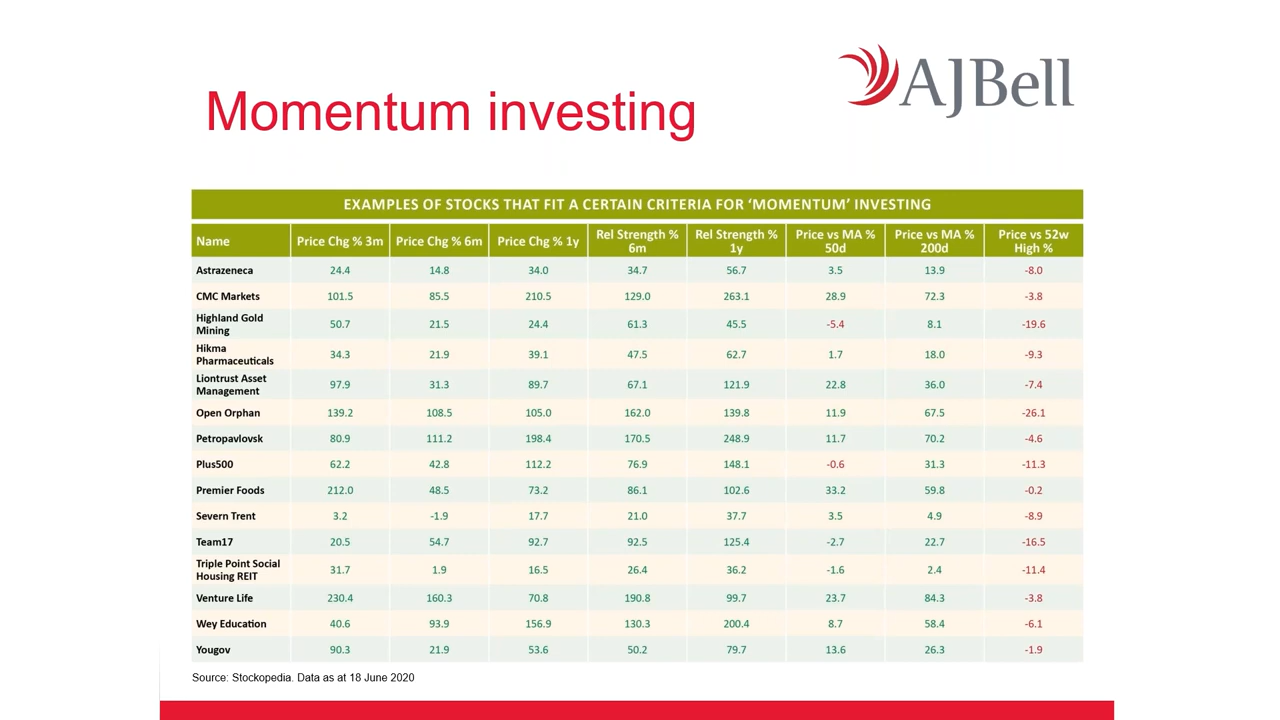 AJBell
Momentum investing
EXAMPLES OF STOCKS THAT FIT A CERTAIN CRITERIA FOR ‘MOMENTUM’ INVESTING
Name Price Chg % 3m Price Chg % 6m Price Chg % 1y Rel Strength % 6m Rel Strength % 1y Price vs MA % 50d Price vs MA % 200d Price vs 52w High %
Astrazeneca 24.4 14.8 34.0 34.7 56.7 3.5 13.9 -8.0
CMC Markets 101.5 85.5 210.5 129.0 263.1 28.9 72.3 -3.8
Highland Gold Mining 50.7 21.5 24.4 61.3 45.5 -5.4 8.1 -19.6
Hikma Pharmaceuticals 34.3 21.9 39.1 47.5 62.7 1.7 18.0 -9.3
Liontrust Asset Management 97.9 31.3 89.7 67.1 121.9 22.8 36.0 -7.4
Open Orphan 139.2 108.5 105.0 162.0 139.8 11.9 67.5 -26.1
Petropavlovsk 80.9 111.2 198.4 170.5 248.9 11.7 70.2 -4.6
Plus500 62.2 42.8 112.2 76.9 148.1 -0.6 31.3 -11.3
Premier Foods 212.0 48.5 73.2 86.1 102.6 33.2 59.8 -0.2
Severn Trent 3.2 -1.9 17.7 21.0 37.7 3.5 4.9 -8.9
Team17 20.5 54.7 92.7 92.5 125.4 -2.7 22.7 -16.5
Triple Point Social Housing REIT 31.7 1.9 16.5 26.4 36.2 -1.6 2.4 -11.4
Venture Life 230.4 160.3 70.8 190.8 99.7 23.7 84.3 -3.8
Wey Education 40.6 93.9 156.9 130.3 200.4 8.7 58.4 -6.1
Yougov 90.3 21.9 53.6 50.2 79.7 13.6 26.3 -1.9
Source: Stockopedia. Data as at 18 June 2020